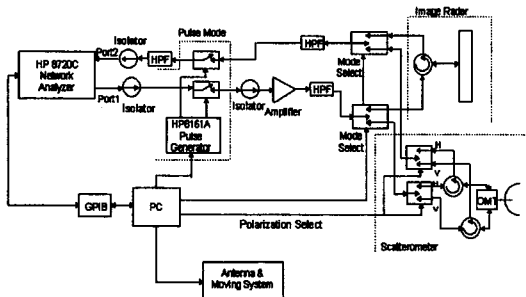 Image Rader
Isolator
Pulse Mode
Port2
HPF
HPF
HP 8720C
Network
Analyzer
Mode
Select
Port1
Isolator
Isolator
HPF
Amplifier
HP8161A
Pulse
Generator
Mode
Select
H
V
H
V
OMT
GPIB
PC
Polarization Select
Scatterometer
Antenna &
Moving System